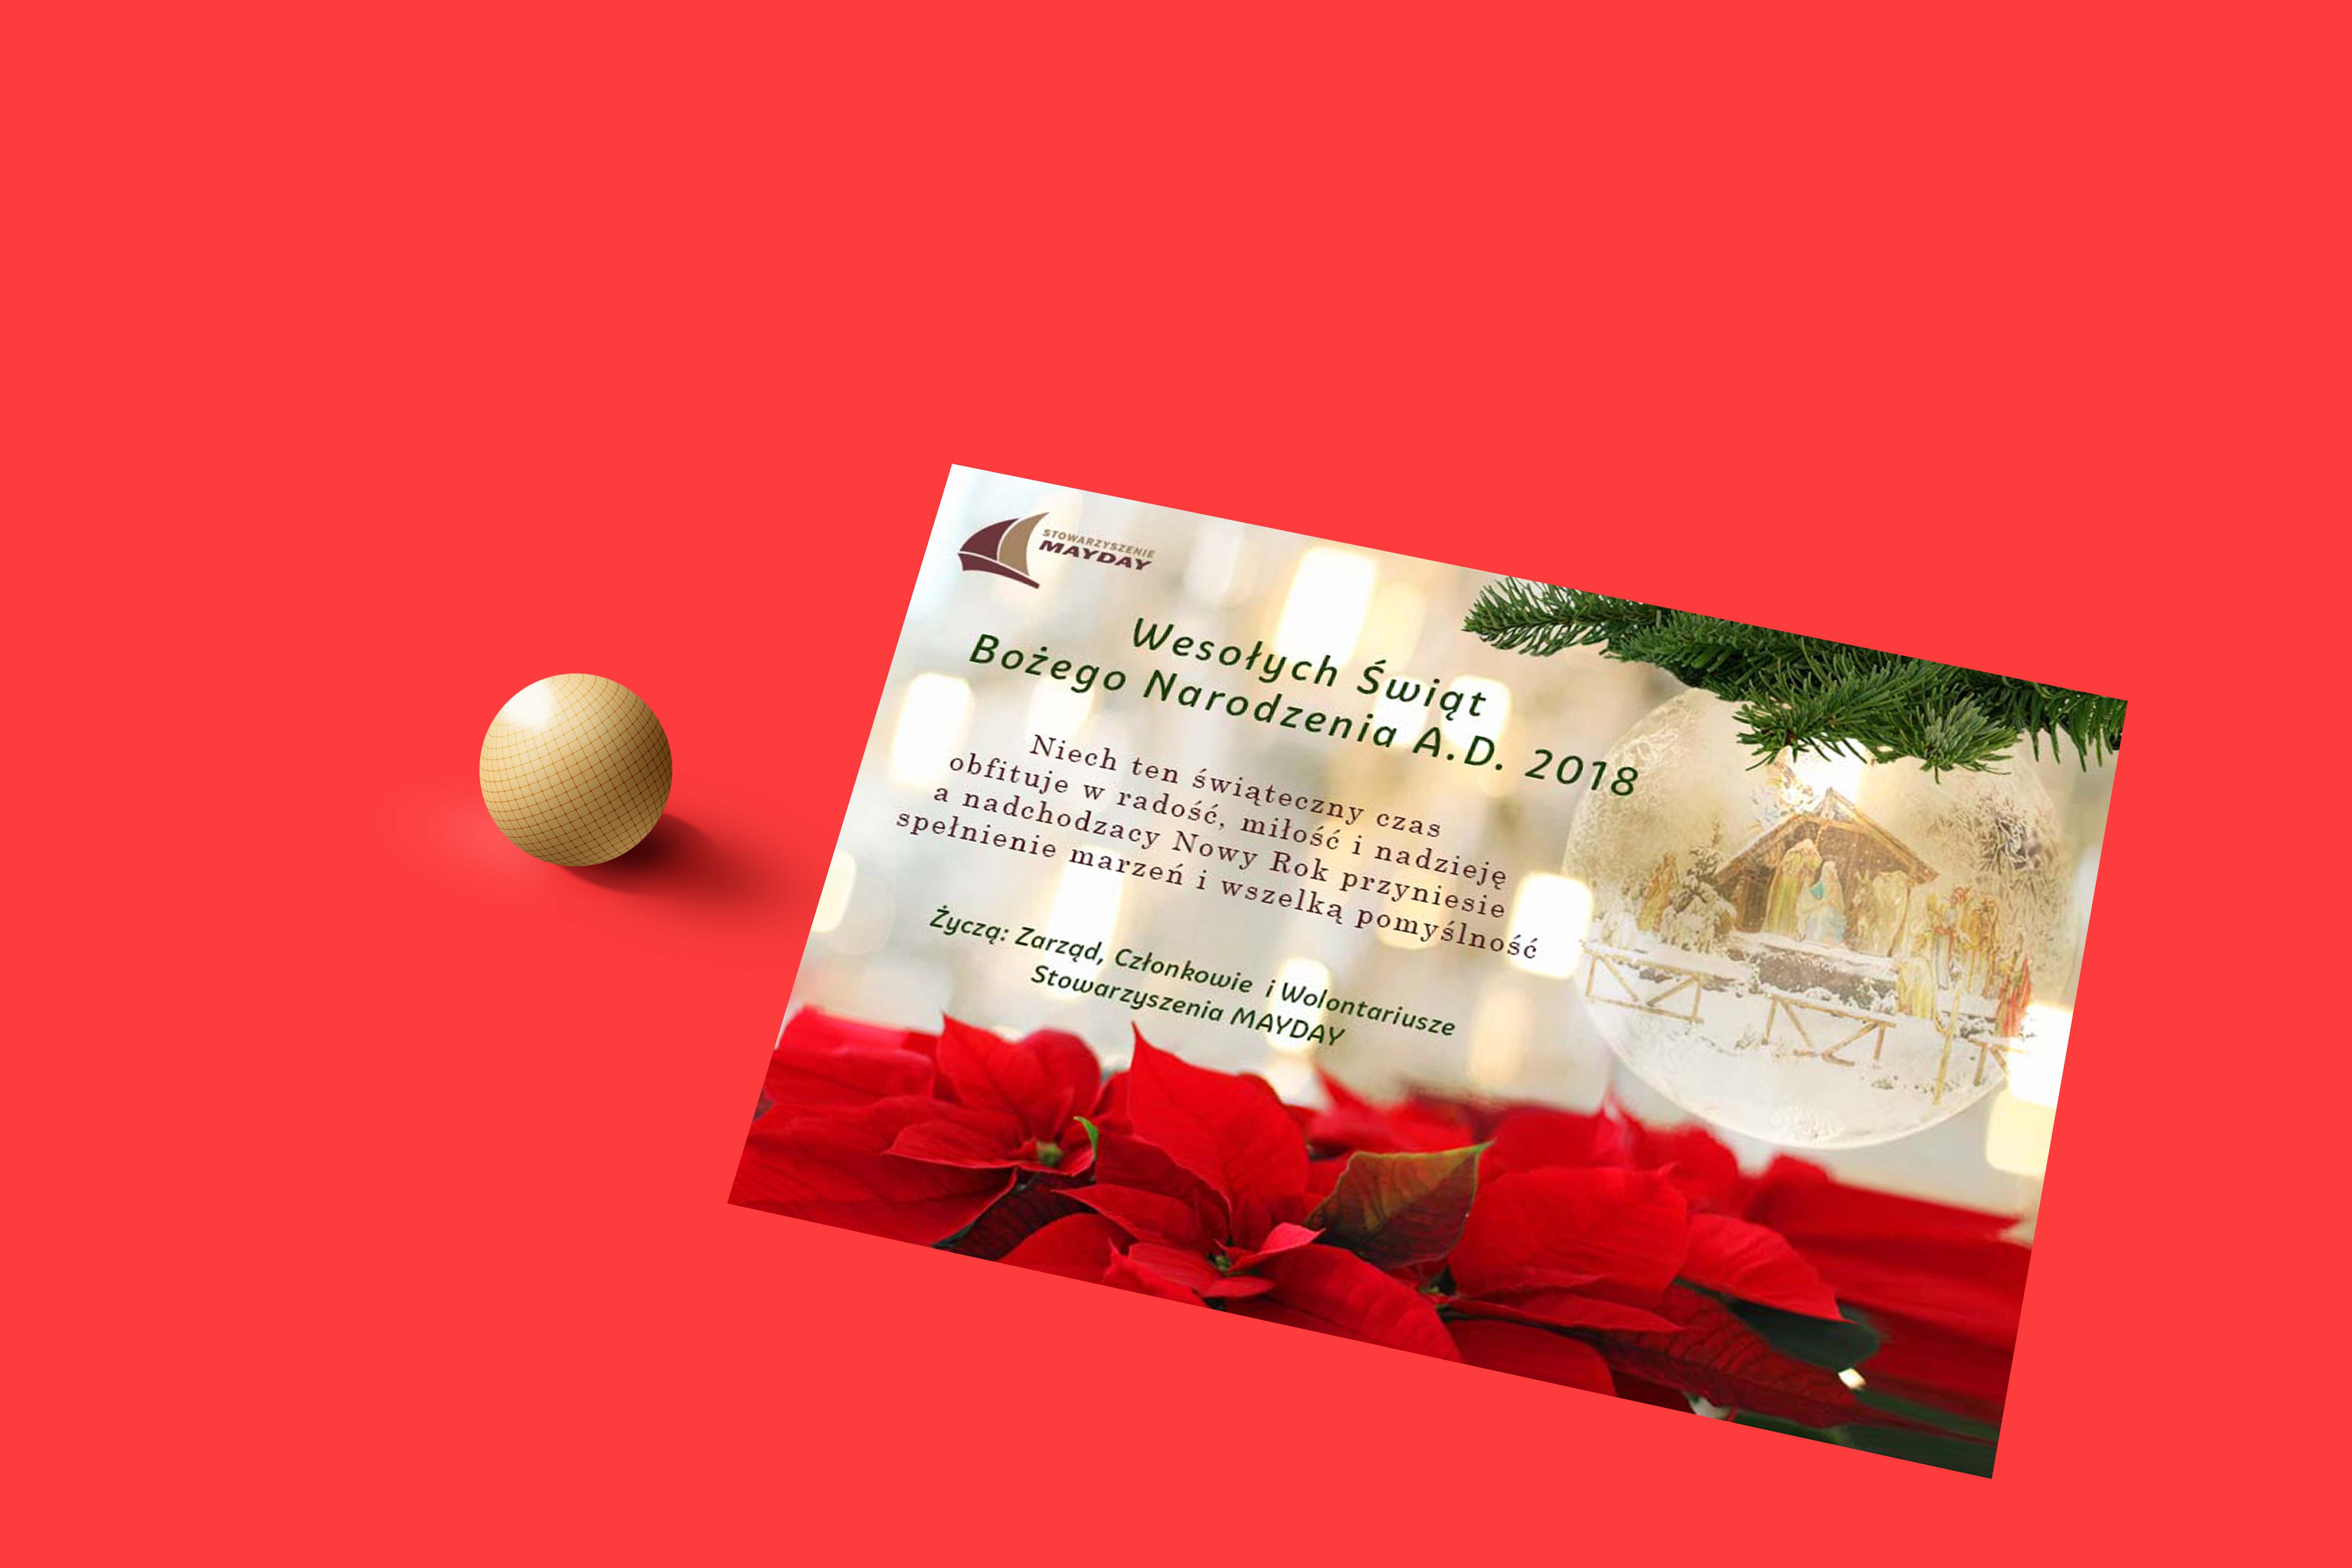 STOWARZYSZENIE
MAYDAY
Wesołych Świąt
Bożego Narodzenia A.D. 2018
Niech ten świąteczny czas
obfituje w radość, miłość i nadzieję
a nadchodzacy Nowy Rok przyniesie
spełnienie marzeń i wszelką pomyślność
Życzą: Zarząd, Członkowie i Wolontariusze
Stowarzyszenia MAYDAY